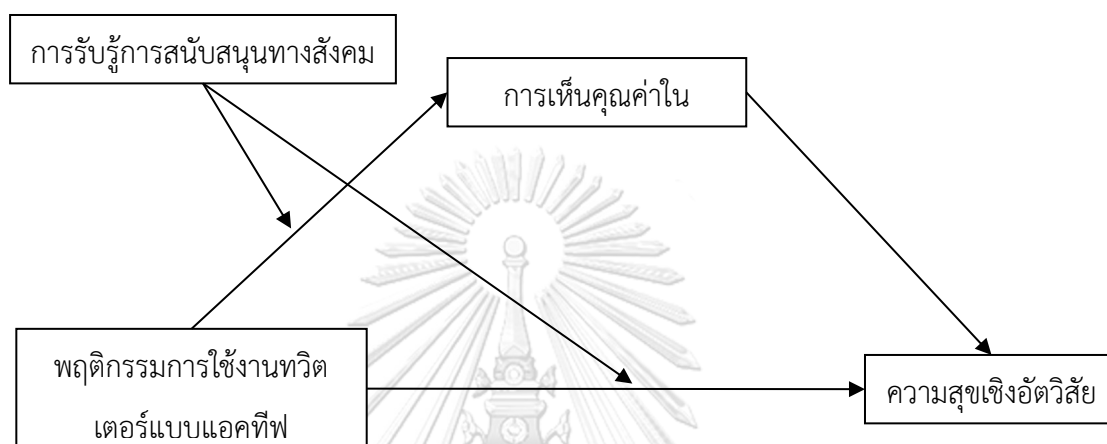 การรับรู้การสนับสนุนทางสังคม
การเห็นคุณค่าใน
พฤติกรรมการใช้งานทวิต
เตอร์แบบแอคทีฟ
ความสุขเชิงอัตวิสัย